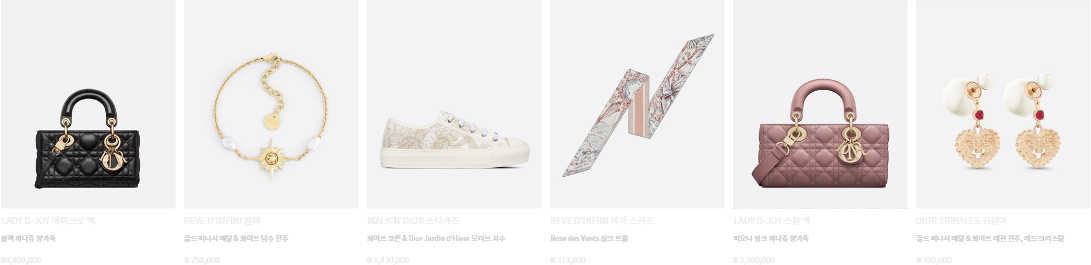 LADY D-JOY 마이크로 백
블랙 까나쥬 양가죽
₩4,400,000
REVE D'INFINI 팔찌
골드 피니시 메탈 & 화이트 담수 진주
₩ 790,000
WALK'N'DIOR 스니커즈
화이트 코튼 & Dior Jardin d'Hiver 모티브 자수
₩ 1,420,000
REVE D'INFINI 미차 스카프
Rose des Vents 실크 트윌
₩ 325,000
LADY D-JOY 스몰 백
피오니 핑크 까나쥬 양가죽
₩ 5,900,000
DIOR TRIBALES 귀걸이
골드 피니시 메탈 & 화이트 레진 진주, 레드 크리스탈
₩ 790,000